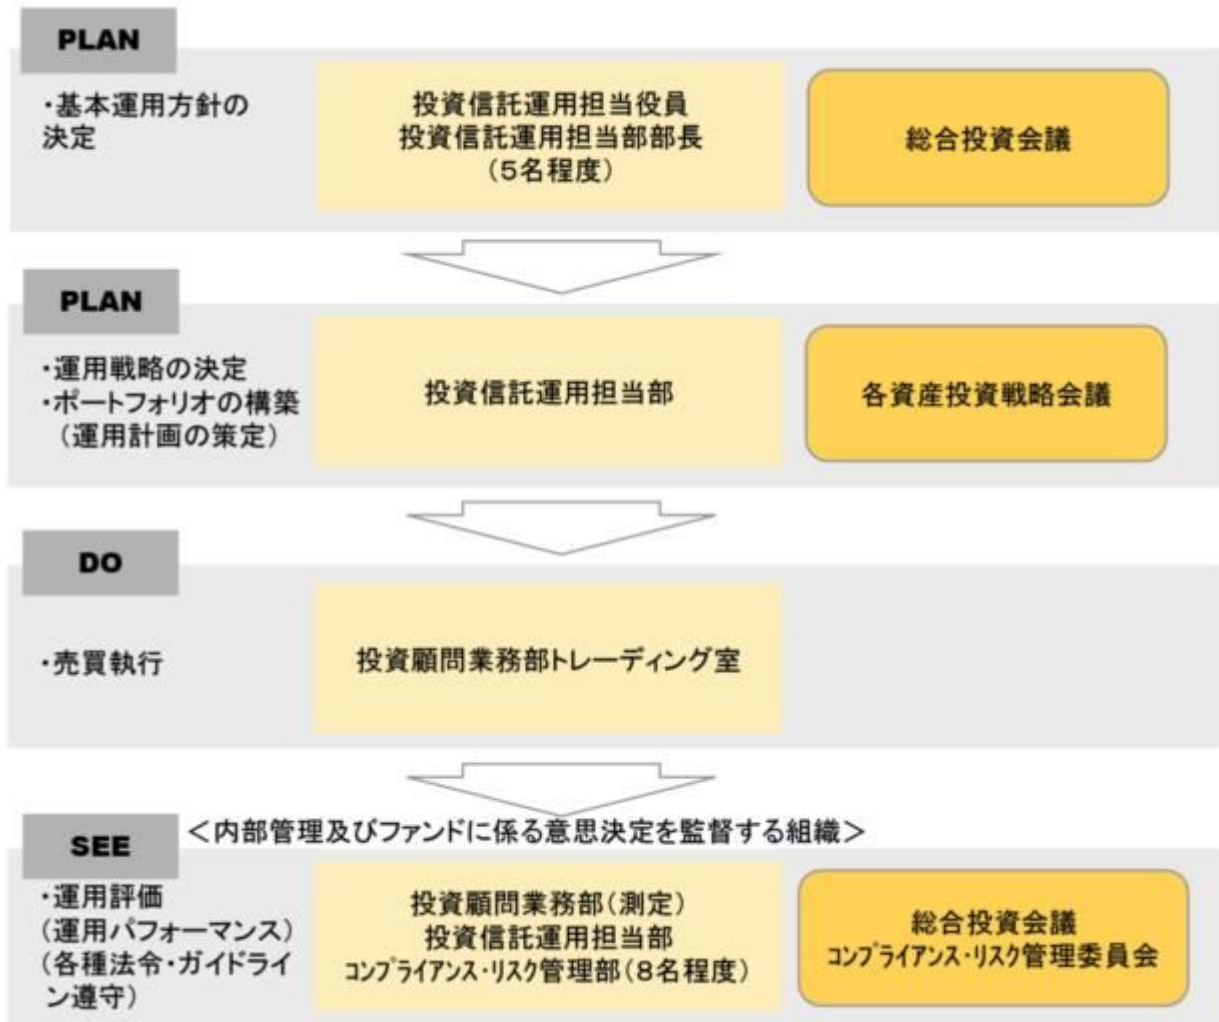 PLAN
・基本運用方針の
決定
投資信託運用担当役員
投資信託運用担当部部長
(5名程度)
総合投資会議
PLAN
・運用戦略の決定
・ポートフォリオの構築
(運用計画の策定)
投資信託運用担当部
各資産投資戦略会議
DO
・売買執行
投資顧問業務部トレーディング室
SEE
＜内部管理及びファンドに係る意思決定を監督する組織＞
・運用評価
(運用パフォーマンス)
(各種法令・ガイドライ
ン遵守)
投資顧問業務部(測定)
投資信託運用担当部
ｺﾝﾌﾟﾗｲｱﾝｽ・ﾘｽｸ管理部(8名程度)
総合投資会議
ｺﾝﾌﾟﾗｲｱﾝｽ・ﾘｽｸ管理委員会